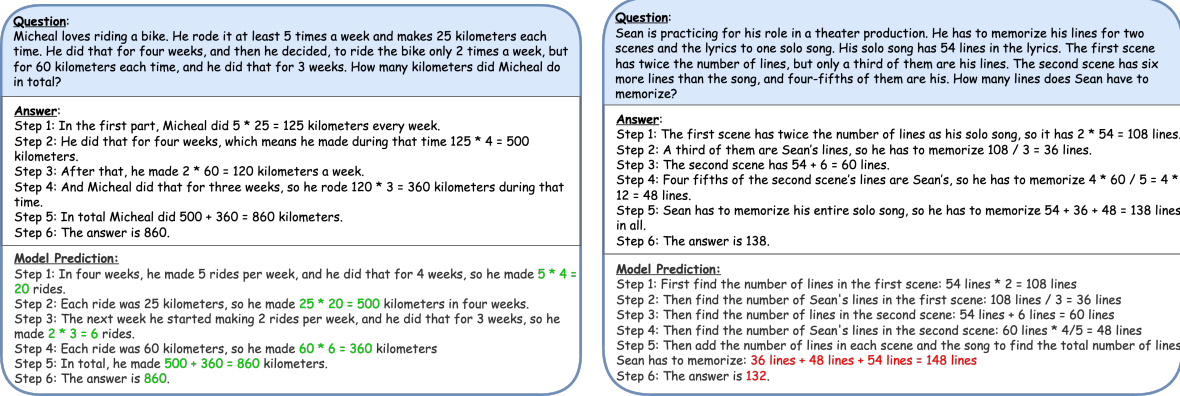 Question:
Micheal loves riding a bike. He rode it at least 5 times a week and makes 25 kilometers each
time. He did that for four weeks, and then he decided, to ride the bike only 2 times a week, but
for 60 kilometers each time, and he did that for 3 weeks. How many kilometers did Micheal do
in total?
Answer:
Step 1: In the first part, Micheal did 5 * 25 = 125 kilometers every week.
Step 2: He did that for four weeks, which means he made during that time 125 * 4 = 500
kilometers.
Step 3: After that, he made 2 * 60 = 120 kilometers a week.
Step 4: And Micheal did that for three weeks, so he rode 120 * 3 = 360 kilometers during that
time.
Step 5: In total Micheal did 500 + 360 = 860 kilometers.
Step 6: The answer is 860.
Model Prediction:
Step 1: In four weeks, he made 5 rides per week, and he did that for 4 weeks, so he made 5 * 4 =
20 rides.
Step 2: Each ride was 25 kilometers, so he made 25 * 20 = 500 kilometers in four weeks.
Step 3: The next week he started making 2 rides per week, and he did that for 3 weeks, so he
made 2 * 3 = 6 rides.
Step 4: Each ride was 60 kilometers, so he made 60 * 6 = 360 kilometers
Step 5: In total, he made 500 + 360 = 860 kilometers.
Step 6: The answer is 860.
Question:
Sean is practicing for his role in a theater production. He has to memorize his lines for two
scenes and the lyrics to one solo song. His solo song has 54 lines in the lyrics. The first scene
has twice the number of lines, but only a third of them are his lines. The second scene has six
more lines than the song, and four-fifths of them are his. How many lines does Sean have to
memorize?
Answer:
Step 1: The first scene has twice the number of lines as his solo song, so it has 2 * 54 = 108 lines.
Step 2: A third of them are Sean's lines, so he has to memorize 108 / 3 = 36 lines.
Step 3: The second scene has 54 + 6 = 60 lines.
Step 4: Four fifths of the second scene's lines are Sean's, so he has to memorize 4 * 60 / 5 = 4 *
12 = 48 lines.
Step 5: Sean has to memorize his entire solo song, so he has to memorize 54 + 36 + 48 = 138 lines
in all.
Step 6: The answer is 138.
Model Prediction:
Step 1: First find the number of lines in the first scene: 54 lines * 2 = 108 lines
Step 2: Then find the number of Sean's lines in the first scene: 108 lines / 3 = 36 lines
Step 3: Then find the number of lines in the second scene: 54 lines + 6 lines = 60 lines
Step 4: Then find the number of Sean's lines in the second scene: 60 lines * 4/5 = 48 lines
Step 5: Then add the number of lines in each scene and the song to find the total number of lines
Sean has to memorize: 36 lines + 48 lines + 54 lines = 148 lines
Step 6: The answer is 132.